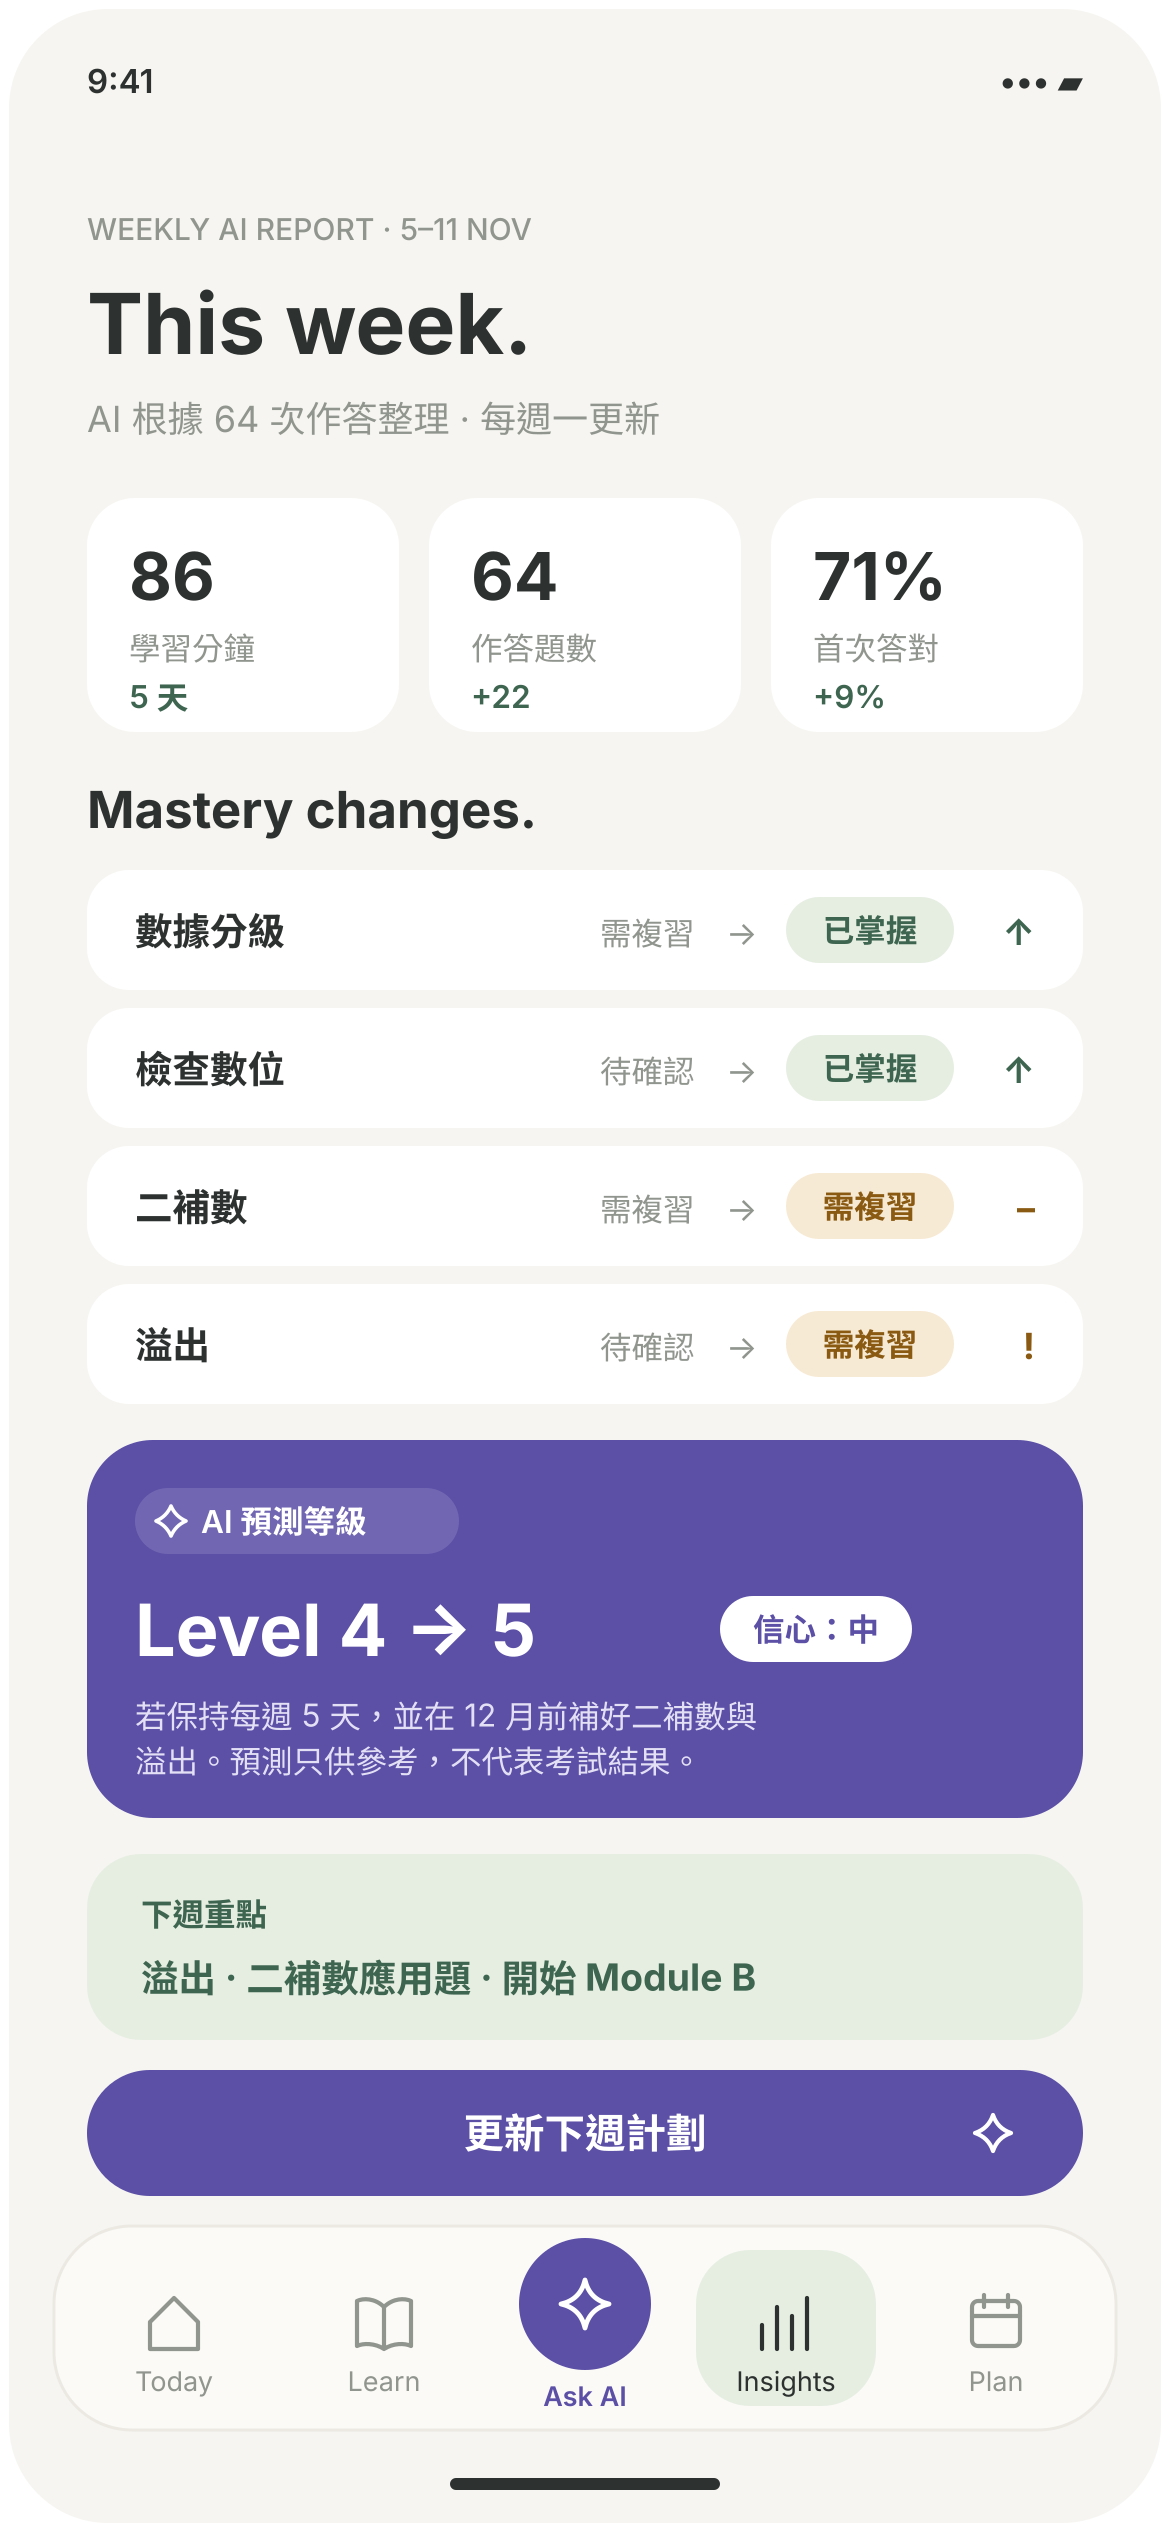 9:41
WEEKLY AI REPORT · 5–11 NOV
This week.
AI 根據 64 次作答整理 · 每週一更新
86
學習分鐘
5 天
64
作答題數
+22
71%
首次答對
+9%
Mastery changes.
數據分級 需複習 → 已掌握 ↑
檢查數位 待確認 → 已掌握 ↑
二補數 需複習 → 需複習 –
溢出 待確認 → 需複習 !
AI 預測等級
Level 4 → 5
信心：中
若保持每週 5 天，並在 12 月前補好二補數與
溢出。預測只供參考，不代表考試結果。
下週重點
溢出 · 二補數應用題 · 開始 Module B
更新下週計劃
Today
Learn
Ask AI
Insights
Plan